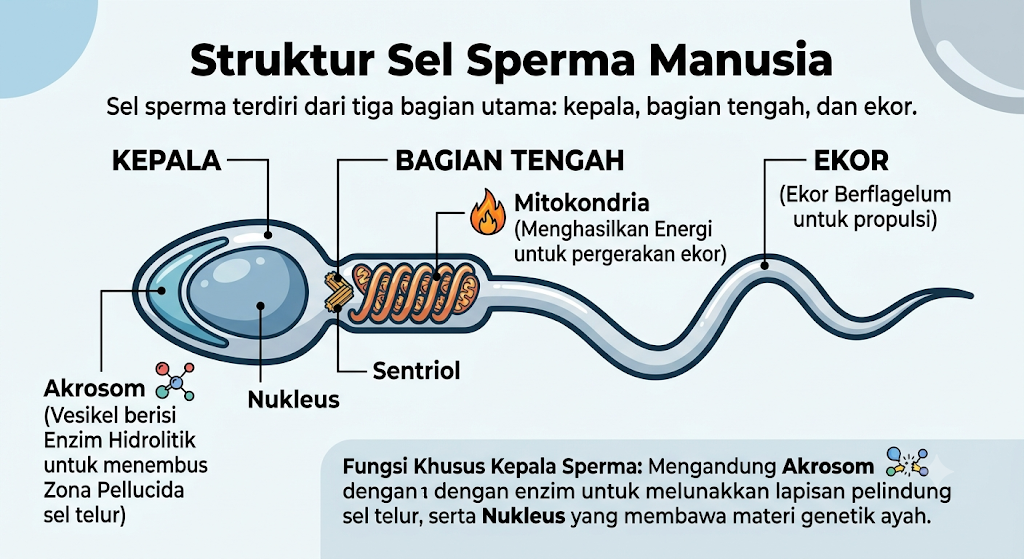 Struktur Sel Sperma Manusia
Sel sperma terdiri dari tiga bagian utama: kepala, bagian tengah, dan ekor.
KEPALA
BAGIAN TENGAH
EKOR
(Ekor Berflagelum
untuk propulsi)
Mitokondria
(Menghasilkan Energi
untuk pergerakan ekor)
Sentriol
Nukleus
Akrosom
(Vesikel berisi
Enzim Hidrolitik
untuk menembus
Zona Pellucida
sel telur)
Fungsi Khusus Kepala Sperma: Mengandung Akrosom
dengan ı dengan enzim untuk melunakkan lapisan pelindung
sel telur, serta Nukleus yang membawa materi genetik ayah.